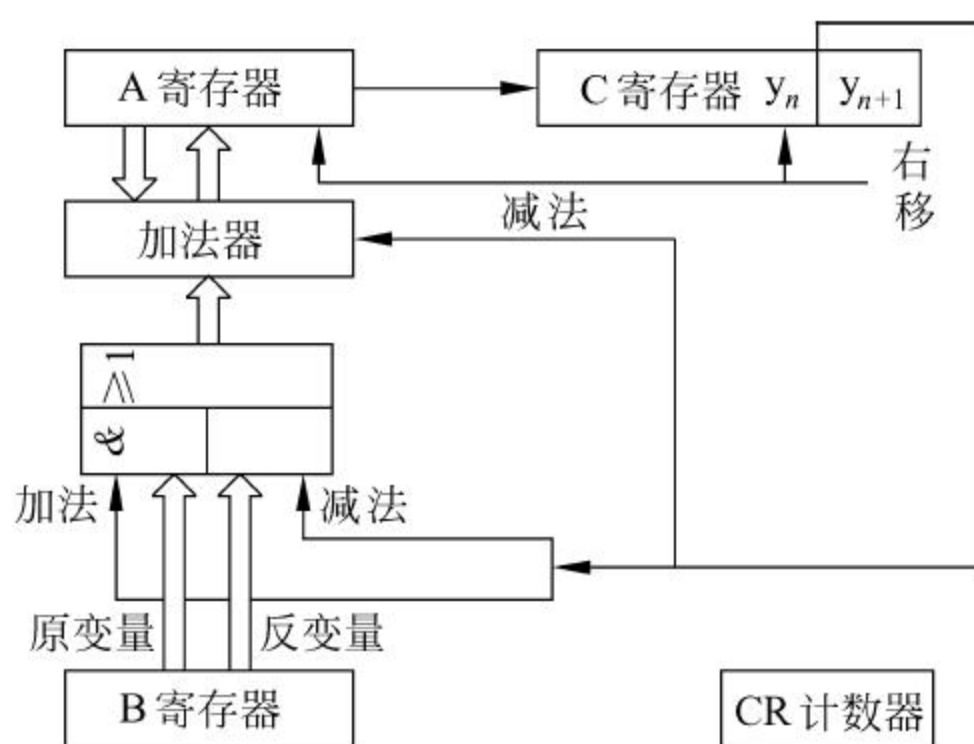 A 寄存器
C 寄存器 yₙ yₙ₊₁
右移
减法
加法器
≥1
&
加法
减法
原变量
反变量
B 寄存器
CR 计数器